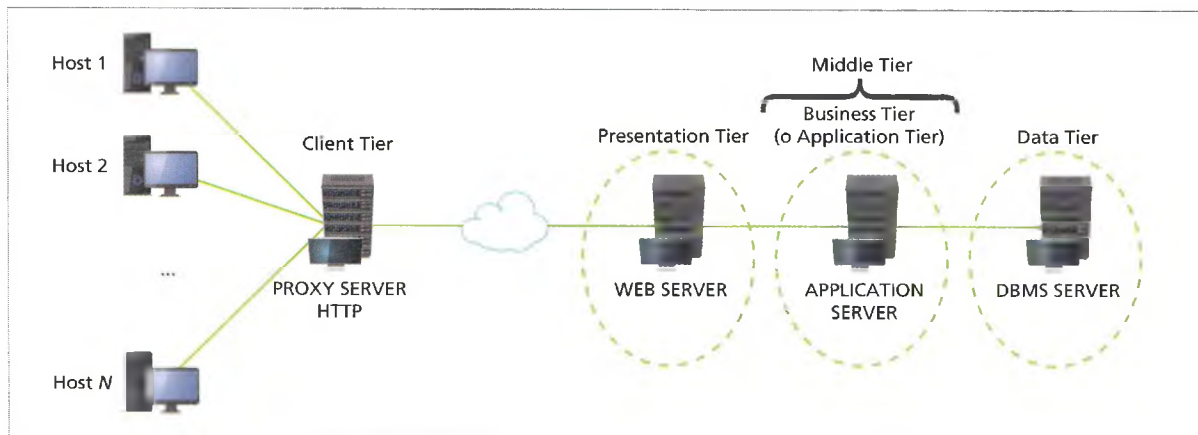 Host 1
Host 2
...
Host N
Client Tier
PROXY SERVER
HTTP
Presentation Tier
WEB SERVER
Middle Tier
Business Tier
(o Application Tier)
APPLICATION
SERVER
Data Tier
DBMS SERVER